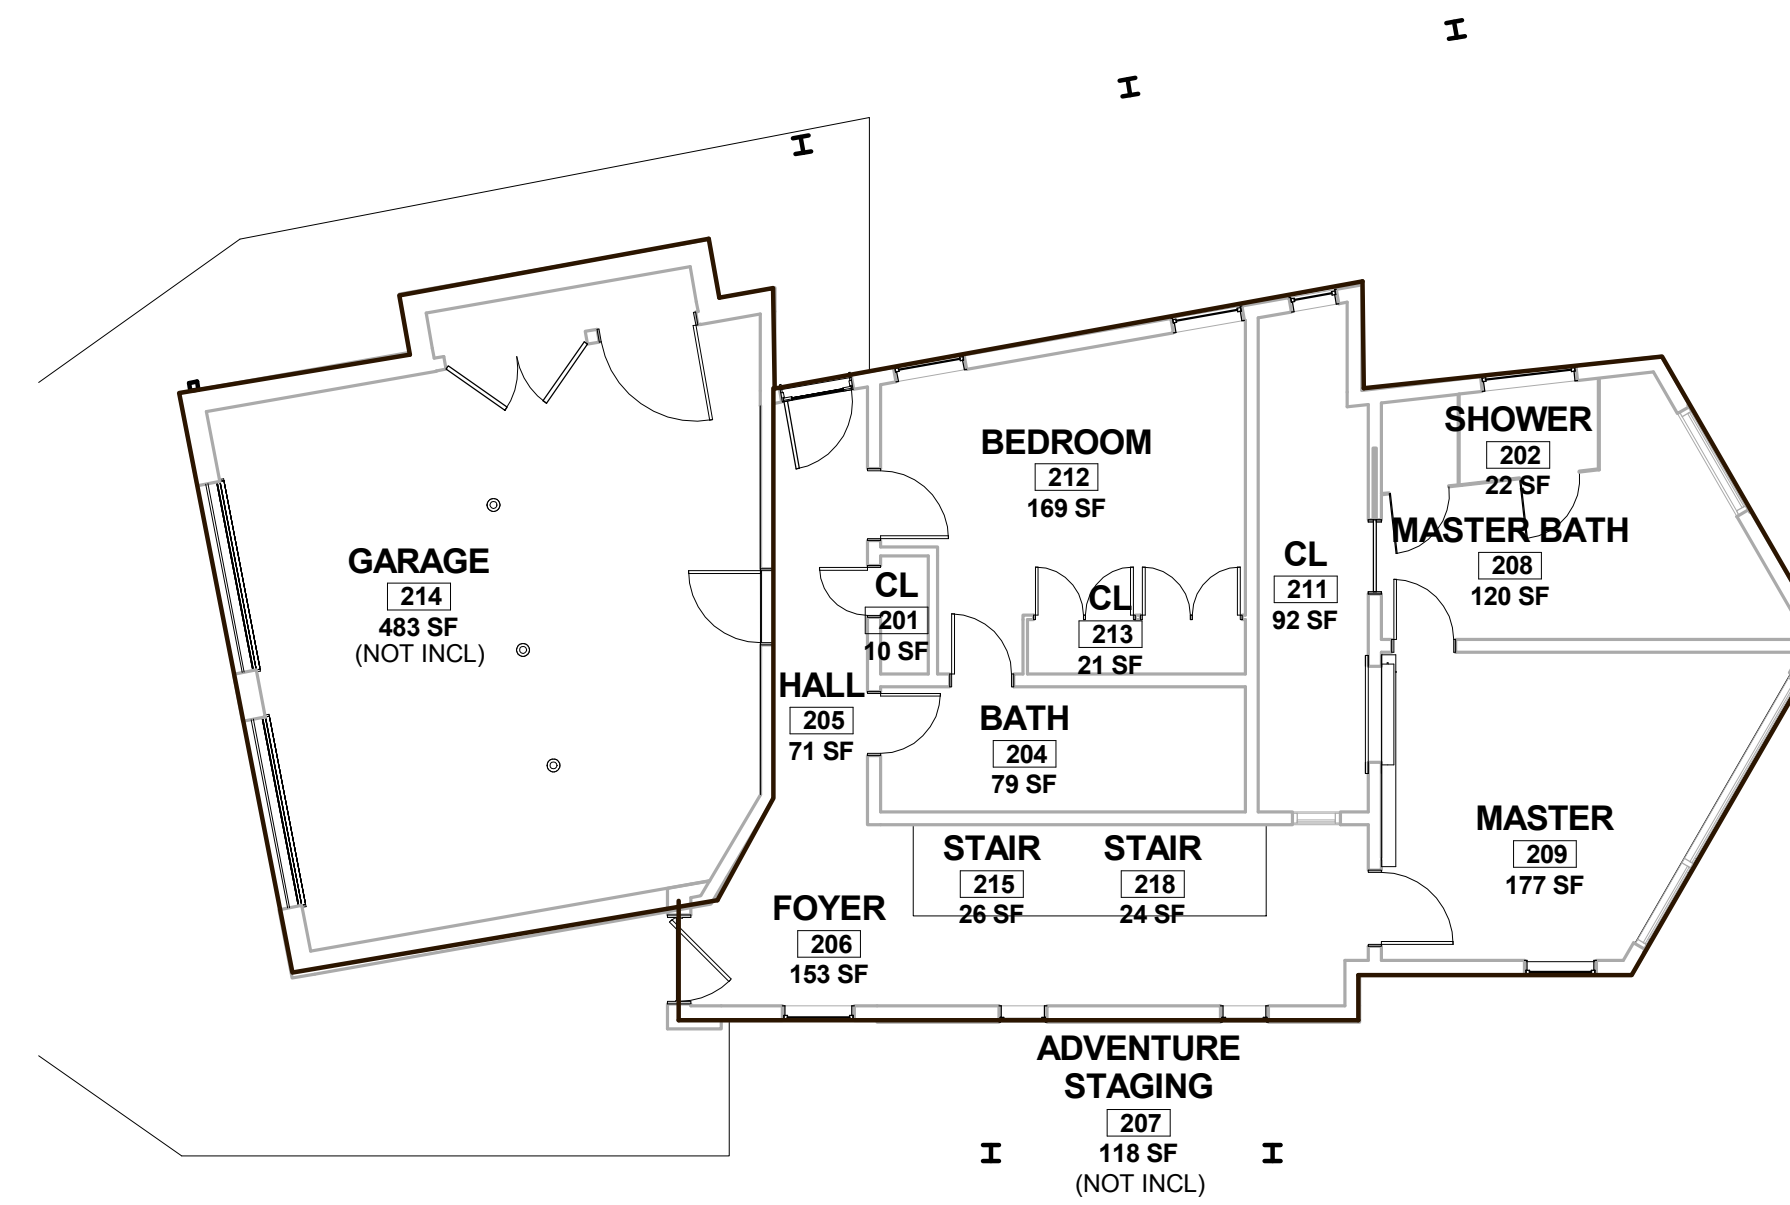 SHOWER
202
22 SF
BEDROOM
212
169 SF
MASTER BATH
208
120 SF
GARAGE
214
483 SF
(NOT INCL)
CL
211
92 SF
CL
201
10 SF
CL
213
21 SF
HALL
205
71 SF
BATH
204
79 SF
MASTER
209
177 SF
STAIR
215
26 SF
STAIR
218
24 SF
FOYER
206
153 SF
ADVENTURE
STAGING
207
118 SF
(NOT INCL)